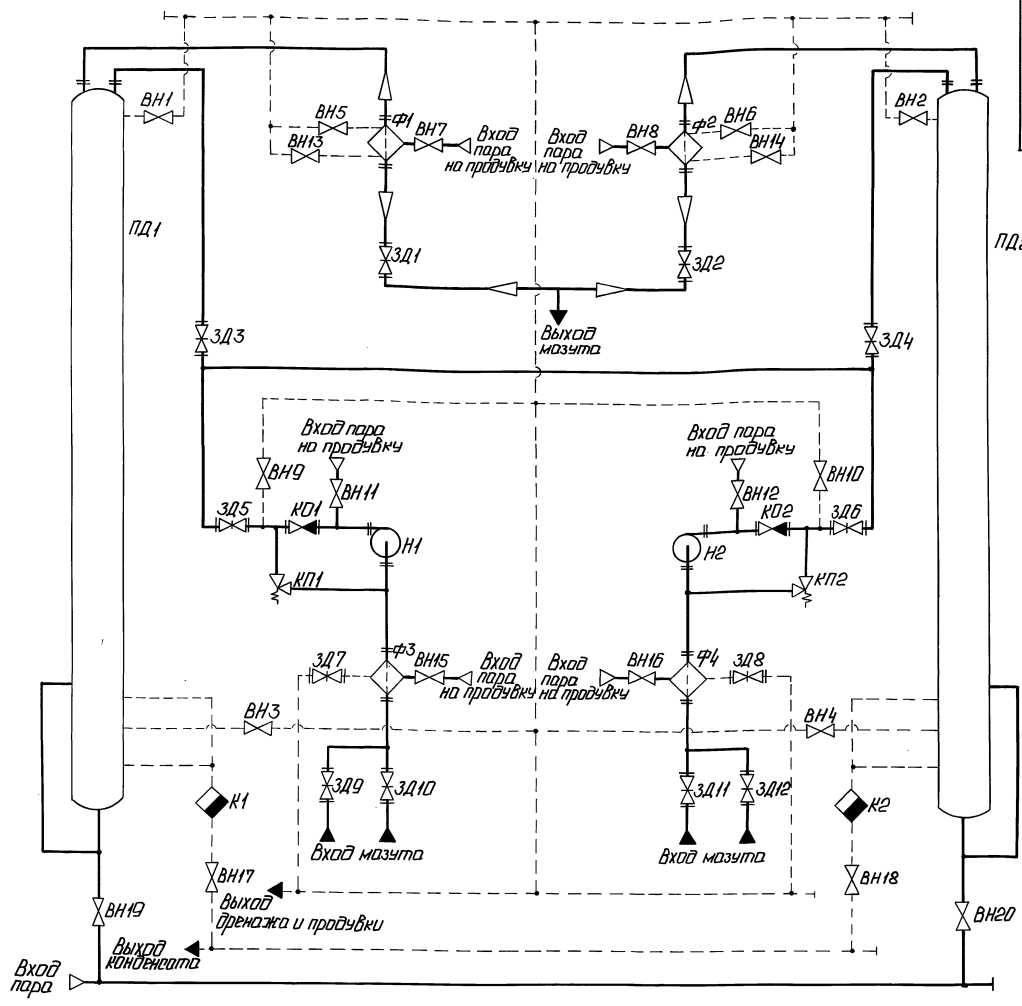 ВН1
ВН5
Ф1
ВН13
ВН7
Вход
пара
на продувку
Вход
пара
на продувку
ВН8
Ф2
ВН6
ВН14
ВН2
ПД1
ЗД1
ЗД2
Выход
мазута
ЗД3
ЗД4
Вход пара
на продувку
Вход пара
на продувку
ВН9
ВН11
ВН12
ВН10
ЗД5
КО1
КО2
ЗД6
Н1
Н2
КП1
КП2
ЗД7
Ф3
ВН15
Вход
пара
на продувку
Вход
пара
на продувку
ВН16
Ф4
ЗД8
ВН3
ВН4
К1
ЗД9
ЗД10
ЗД11
ЗД12
К2
Вход мазута
Вход мазута
ВН17
ВН18
Выход
дренажа и продувки
ВН19
ВН20
Выход
конденсата
Вход
пара